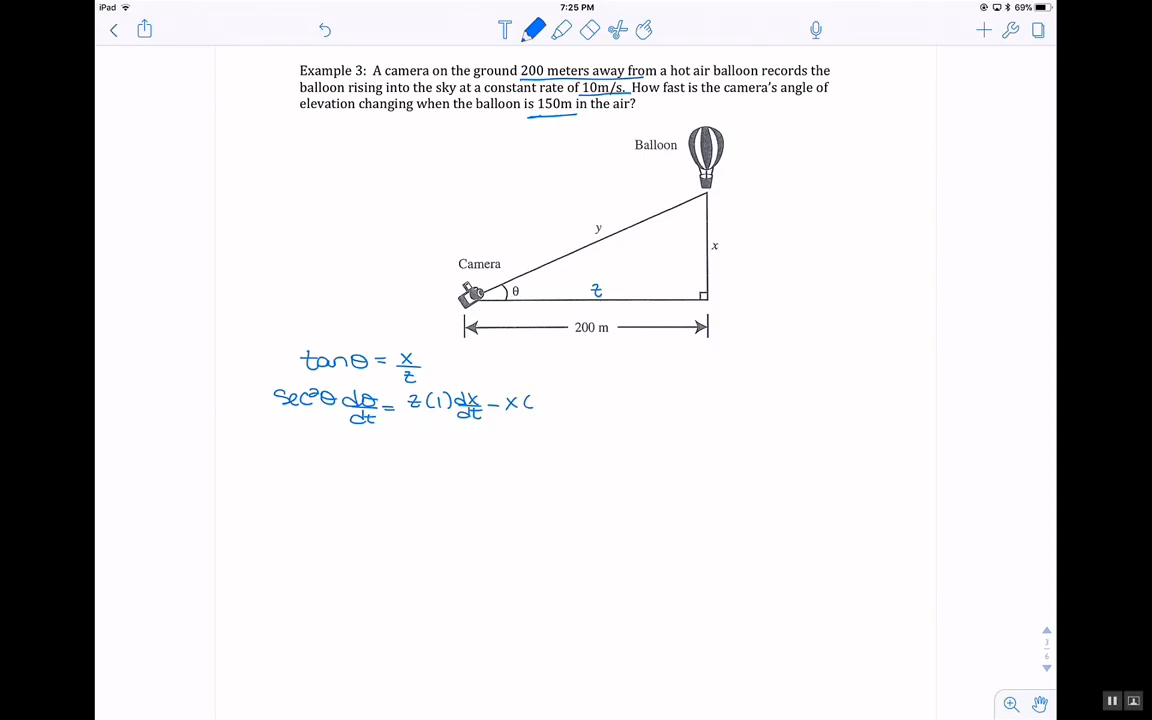 iPad
7:25 PM
69%
T
Example 3: A camera on the ground 200 meters away from a hot air balloon records the
balloon rising into the sky at a constant rate of 10m/s. How fast is the camera's angle of
elevation changing when the balloon is 150m in the air?
Balloon
y
x
Camera
θ
z
200 m
tanθ = x/z
sec²θ dθ/dt = z(1)dx/dt - x(
3
6